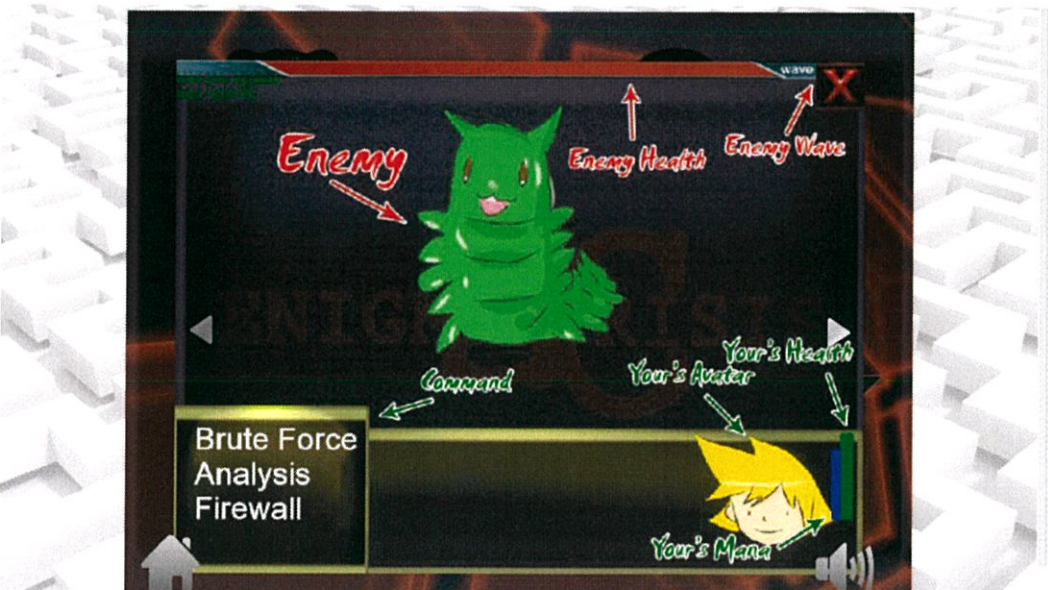 wave
X
Enemy
Enemy Health
Enemy Wave
Your's Health
Your's Avatar
Command
Brute Force
Analysis
Firewall
Your's Mana